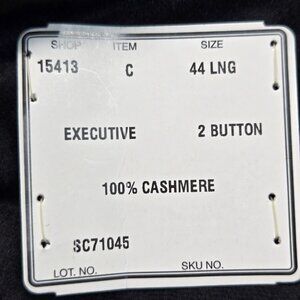 SHOP ITEM SIZE
15413 C 44 LNG
EXECUTIVE 2 BUTTON
100% CASHMERE
SC71045
LOT. NO. SKU NO.